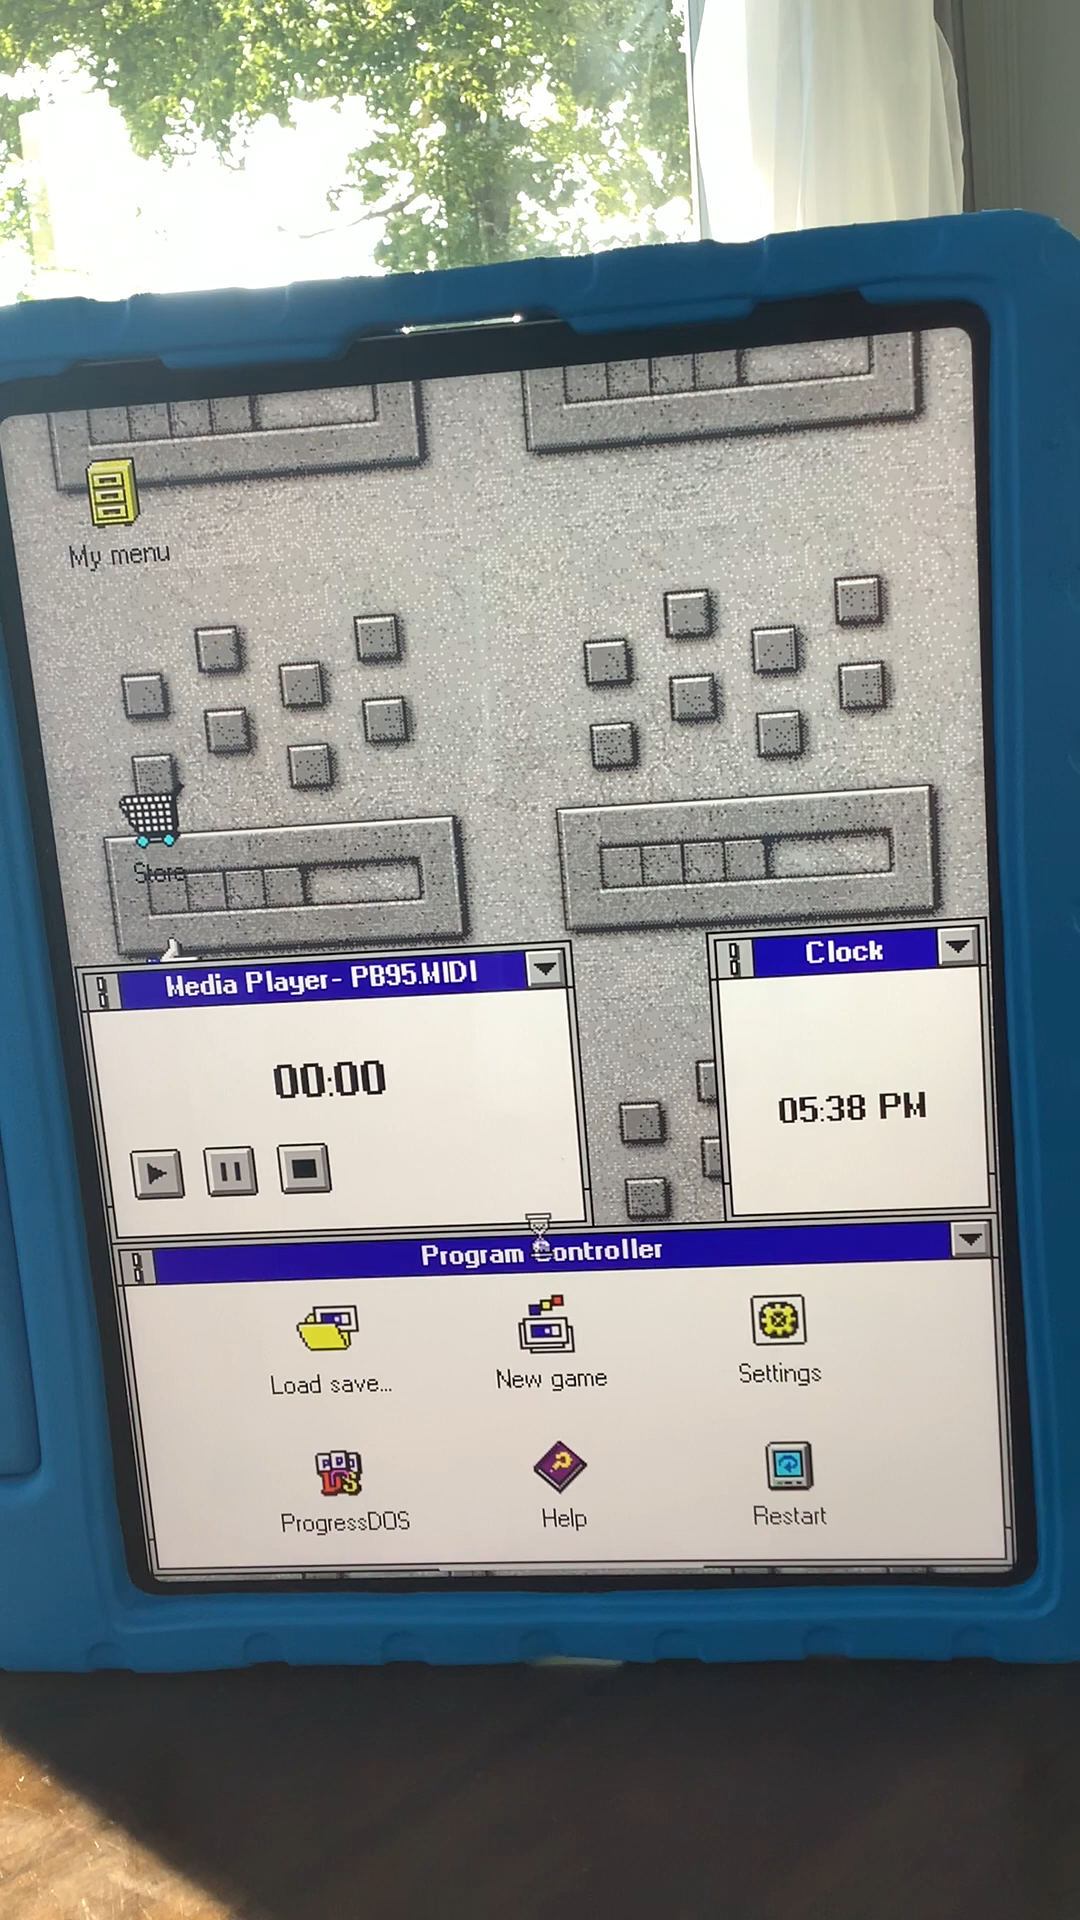 My menu
Store
Media Player- PB95.MIDI
Clock
00:00
05:38 PM
Program Controller
Load save...
New game
Settings
ProgressDOS
Help
Restart